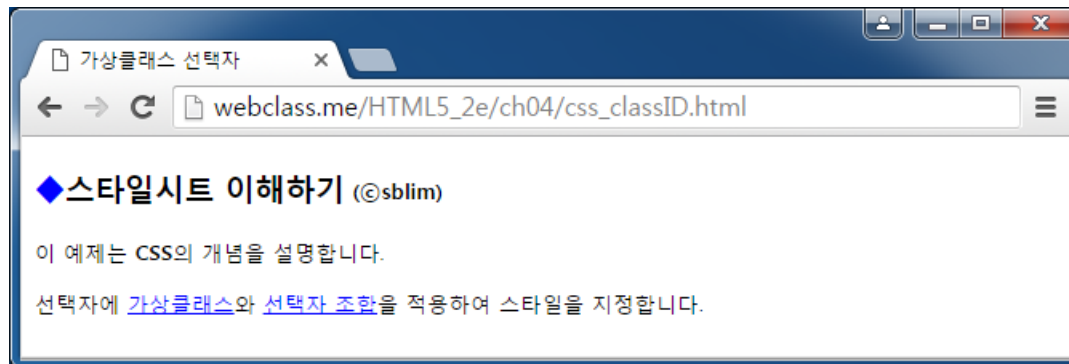 가상클래스 선택자
webclass.me/HTML5_2e/ch04/css_classID.html
◆스타일시트 이해하기 (ⓒsblim)
이 예제는 CSS의 개념을 설명합니다.
선택자에 가상클래스와 선택자 조합을 적용하여 스타일을 지정합니다.